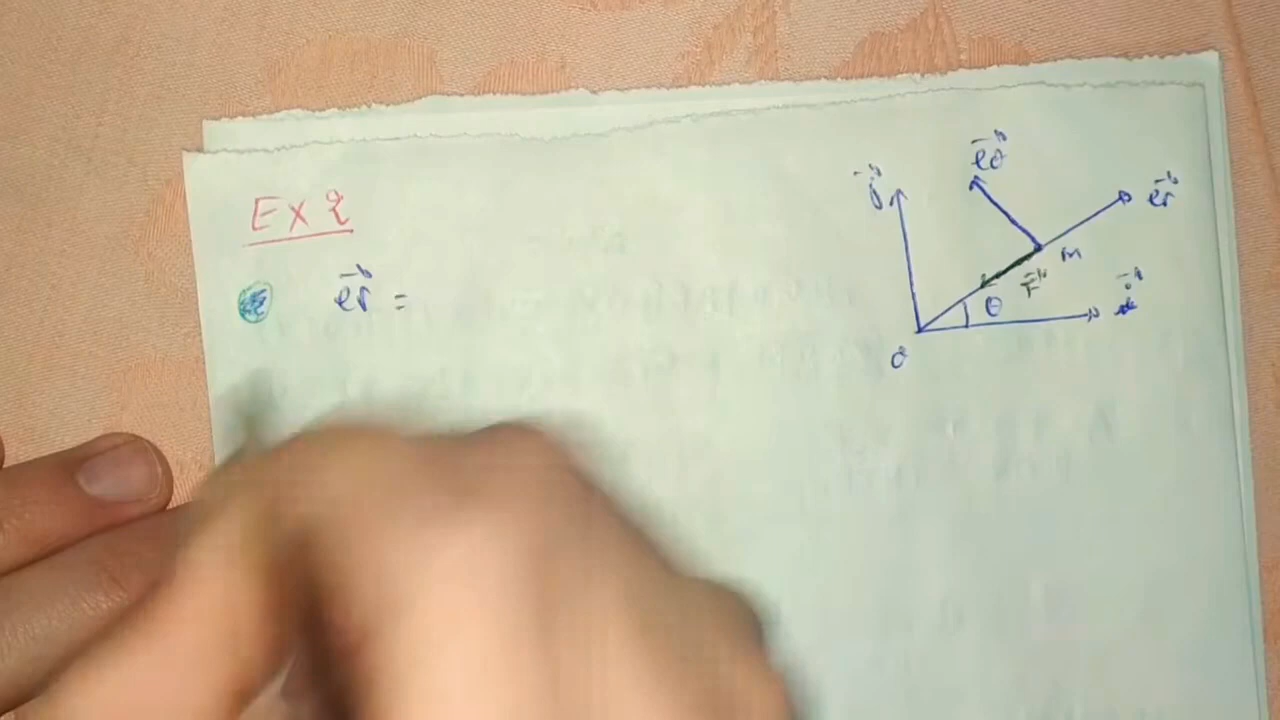 Ex 2
e⃗r =
j⃗
e⃗θ
e⃗r
M
F⃗
θ
i⃗
O